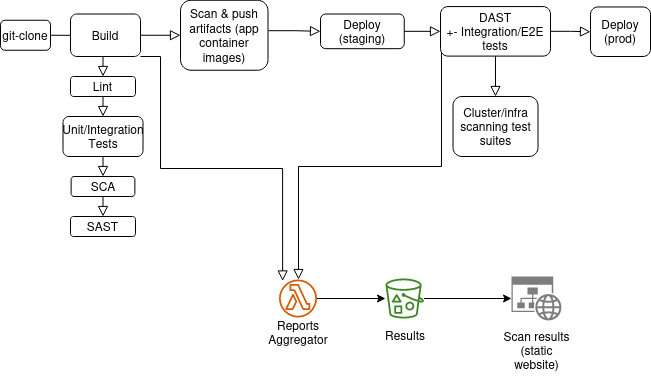 git-clone
Build
Scan & push
artifacts (app
container
images)
Deploy
(staging)
DAST
+- Integration/E2E
tests
Deploy
(prod)
Lint
Unit/Integration
Tests
SCA
SAST
Cluster/infra
scanning test
suites
Reports
Aggregator
Results
Scan results
(static
website)